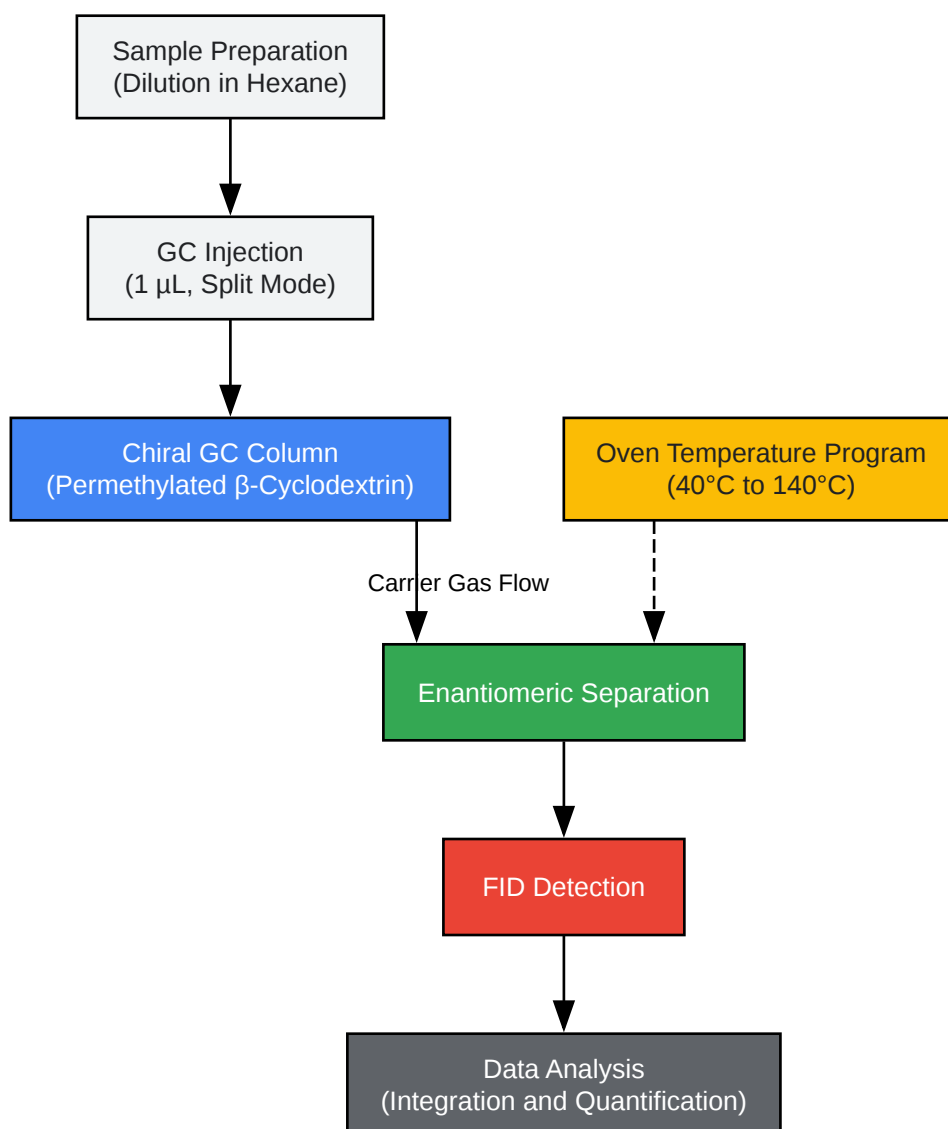 Sample Preparation
(Dilution in Hexane)
GC Injection
(1 µL, Split Mode)
Chiral GC Column
(Permethylated β-Cyclodextrin)
Oven Temperature Program
(40°C to 140°C)
Carrier Gas Flow
Enantiomeric Separation
FID Detection
Data Analysis
(Integration and Quantification)